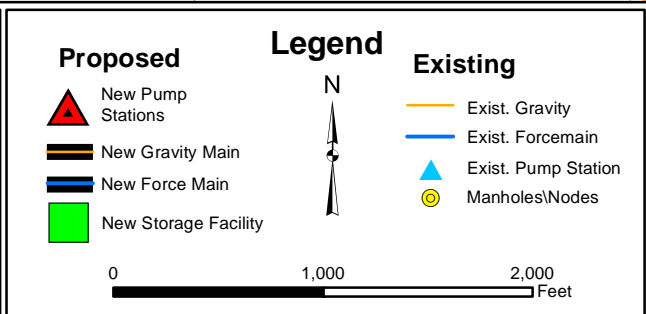 Legend
Proposed
New Pump
Stations
New Gravity Main
New Force Main
New Storage Facility
N
Existing
Exist. Gravity
Exist. Forcemain
Exist. Pump Station
Manholes\Nodes
0 1,000 2,000
Feet